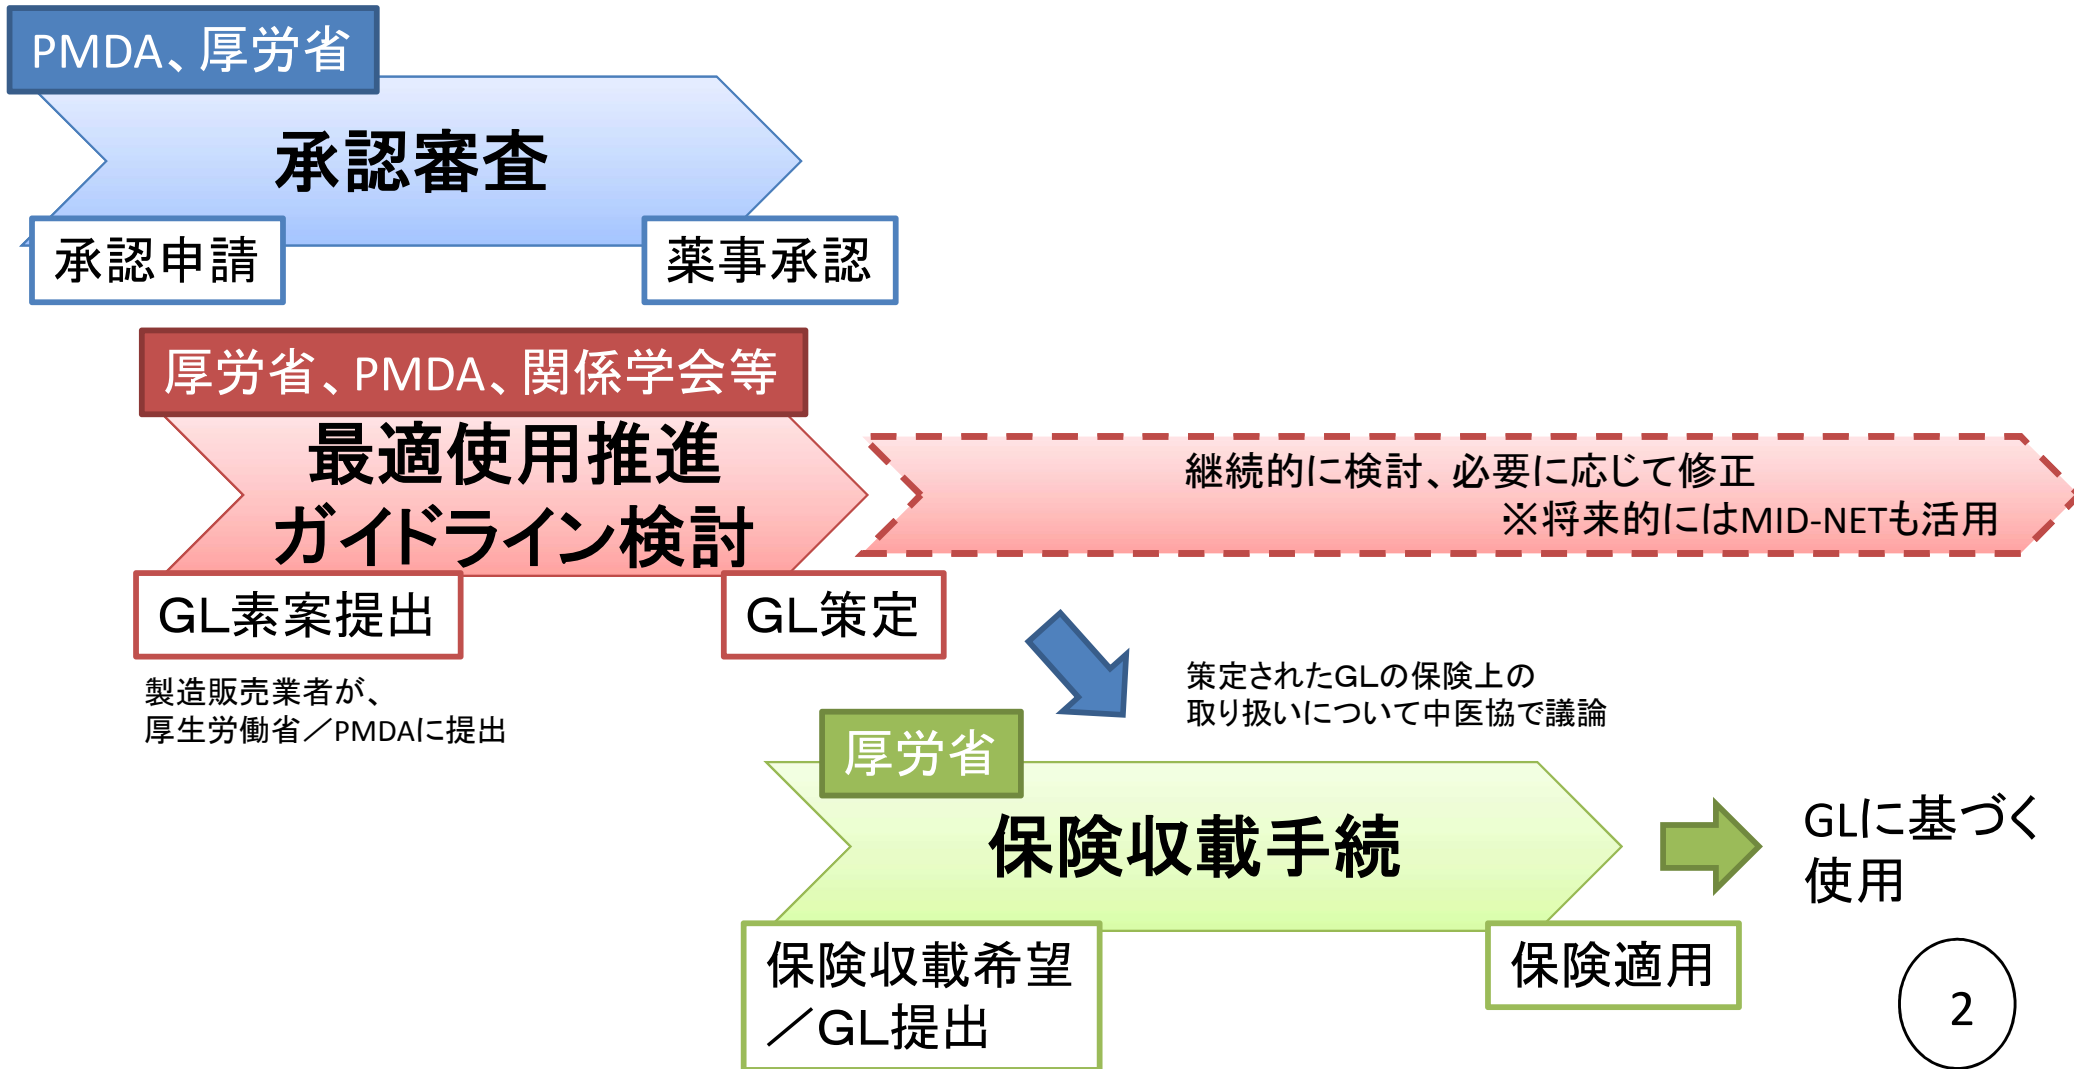 PMDA、厚労省
承認審査
承認申請
薬事承認
厚労省、PMDA、関係学会等
最適使用推進
ガイドライン検討
継続的に検討、必要に応じて修正
※将来的にはMID-NETも活用
GL素案提出
GL策定
製造販売業者が、
厚生労働省／PMDAに提出
策定されたGLの保険上の
取り扱いについて中医協で議論
厚労省
保険収載手続
GLに基づく
使用
保険収載希望
／GL提出
保険適用
2